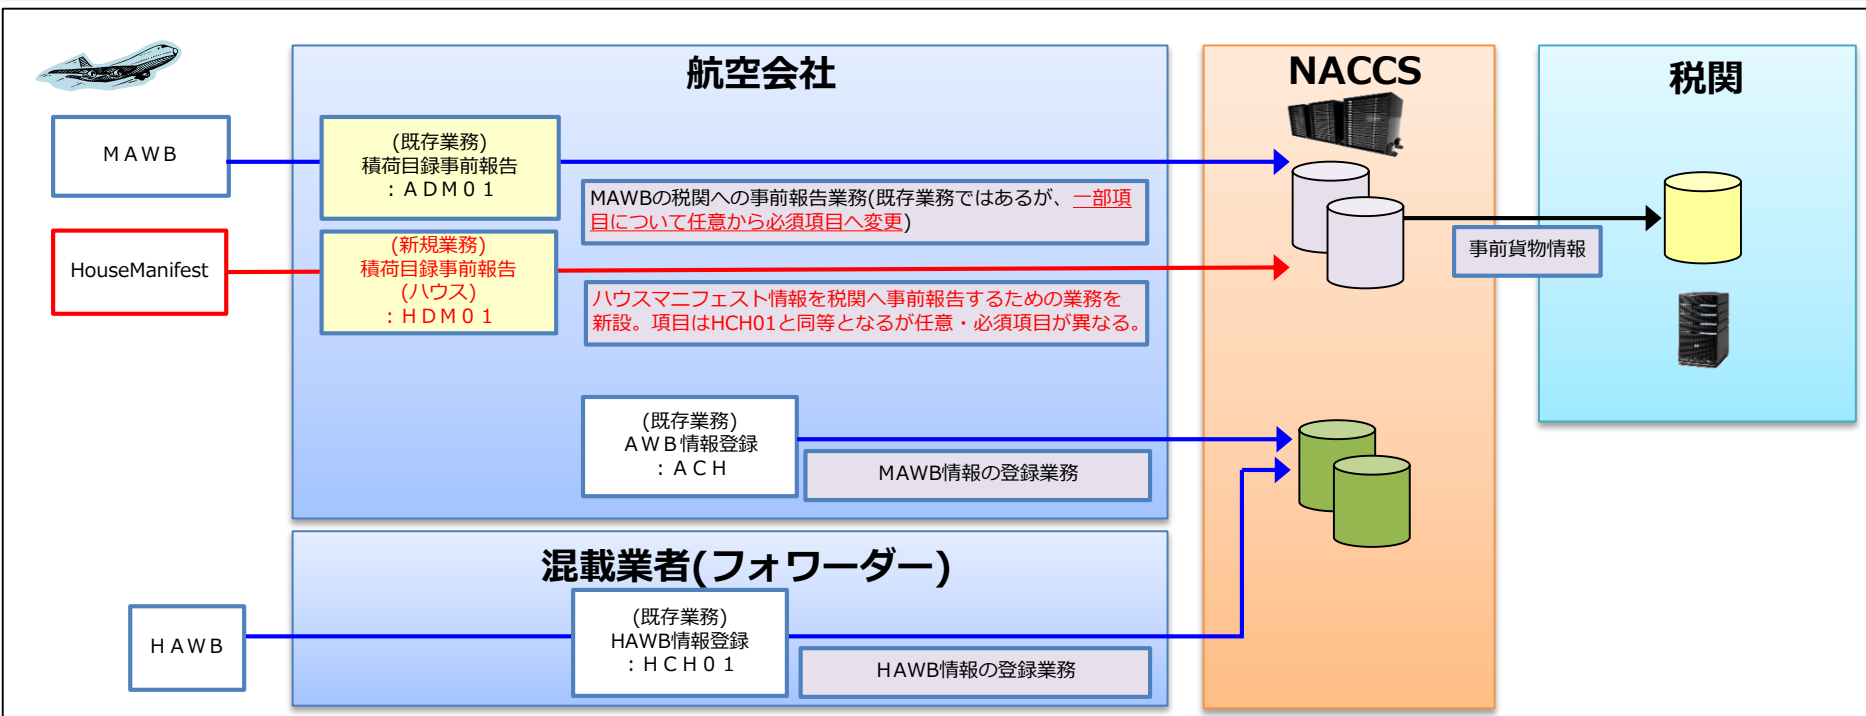 航空会社
NACCS
税関
ＭＡＷＢ
(既存業務)
積荷目録事前報告
：ＡＤＭ０１
MAWBの税関への事前報告業務(既存業務ではあるが、一部項
目について任意から必須項目へ変更)
HouseManifest
(新規業務)
積荷目録事前報告
(ハウス)
：ＨＤＭ０１
ハウスマニフェスト情報を税関へ事前報告するための業務を
新設。項目はHCH01と同等となるが任意・必須項目が異なる。
事前貨物情報
(既存業務)
ＡＷＢ情報登録
：ＡＣＨ
MAWB情報の登録業務
混載業者(フォワーダー)
ＨＡＷＢ
(既存業務)
HAWB情報登録
：ＨＣＨ０１
HAWB情報の登録業務